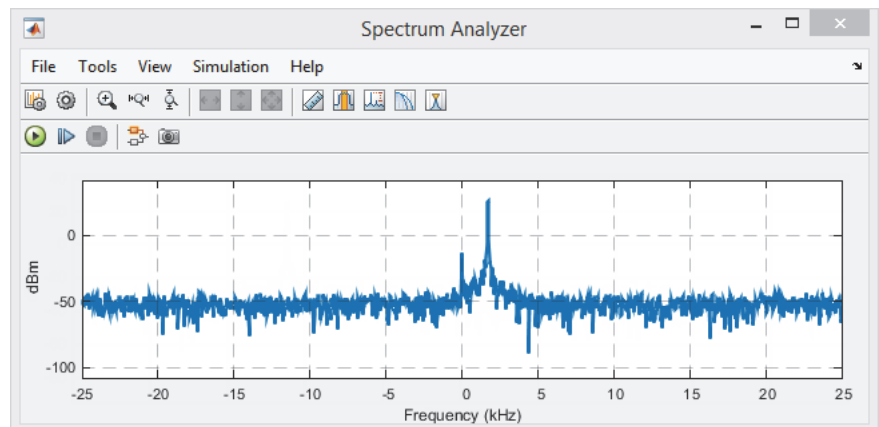 Spectrum Analyzer
File Tools View Simulation Help
0
-50
-100
dBm
-25 -20 -15 -10 -5 0 5 10 15 20 25
Frequency (kHz)